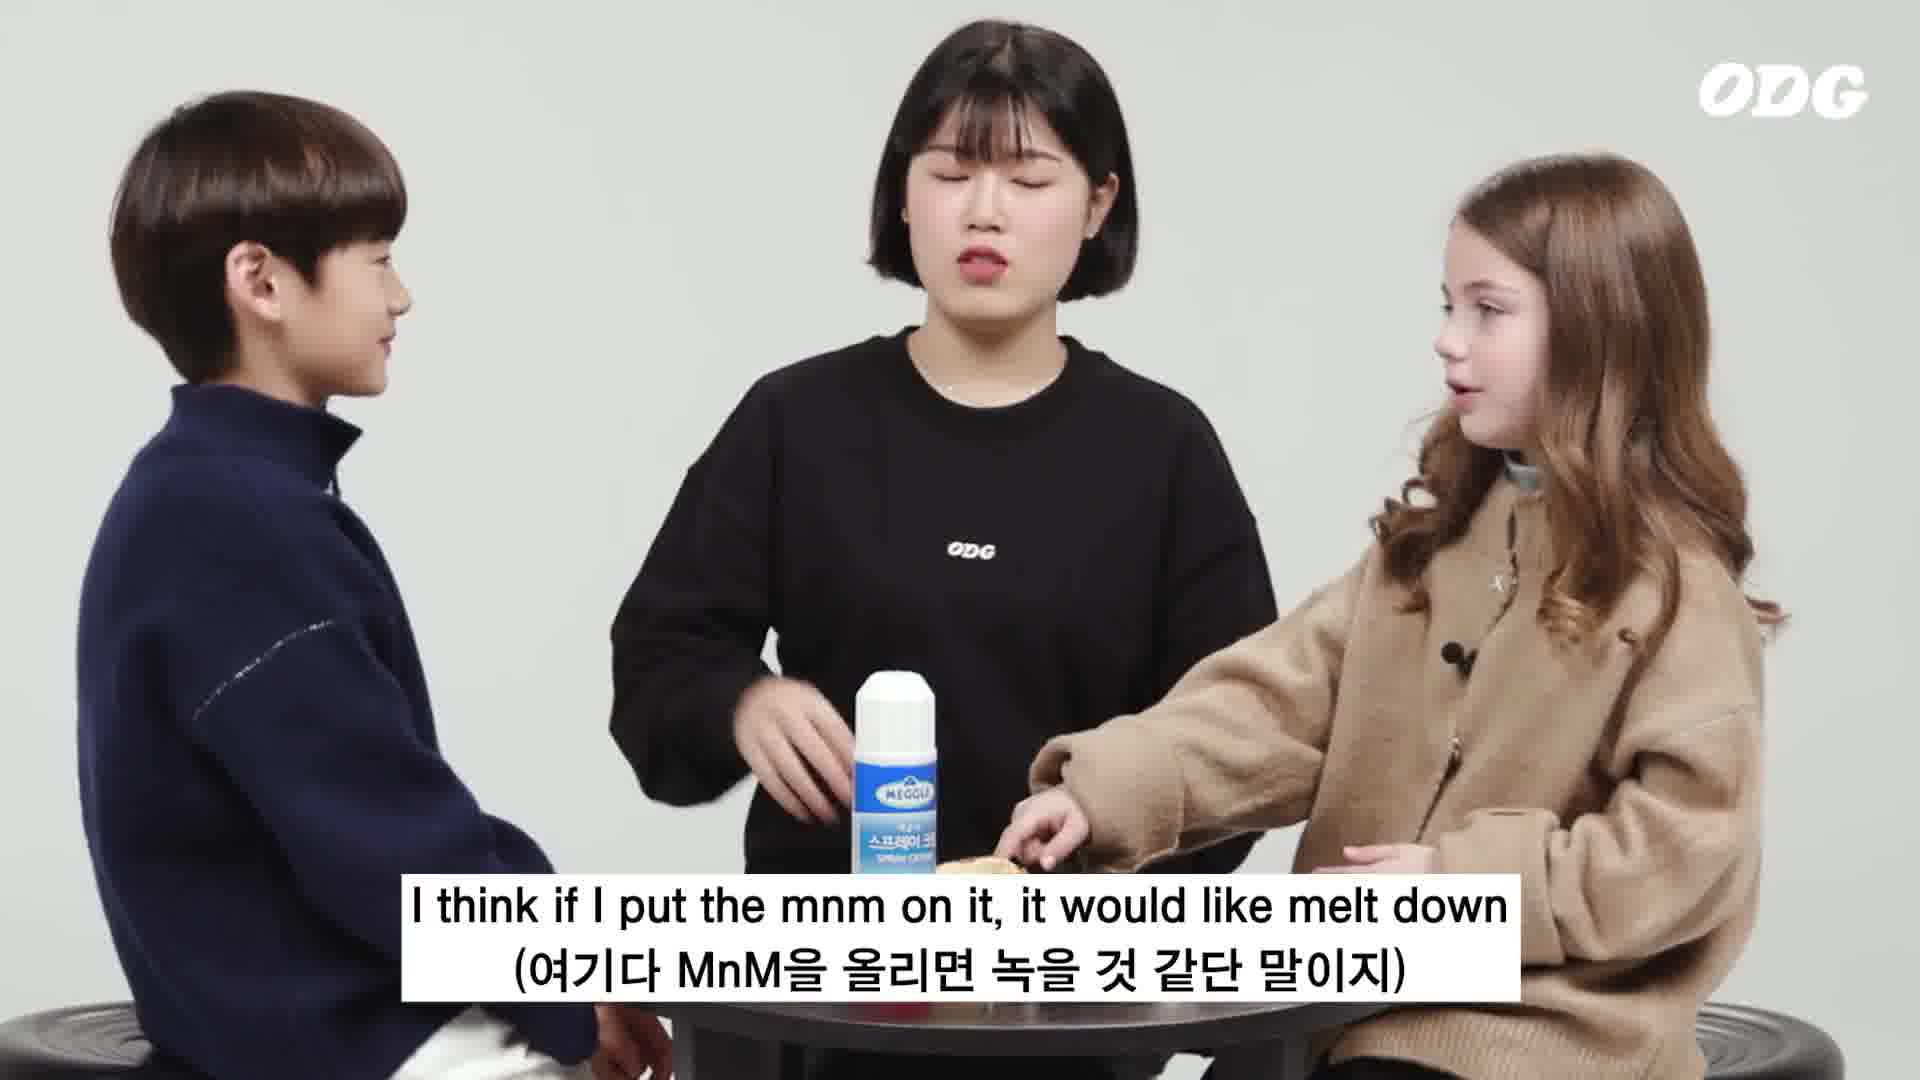 ODG
ODG
MEGGLE
스프레이 크림
I think if I put the mnm on it, it would like melt down
(여기다 MnM을 올리면 녹을 것 같단 말이지)